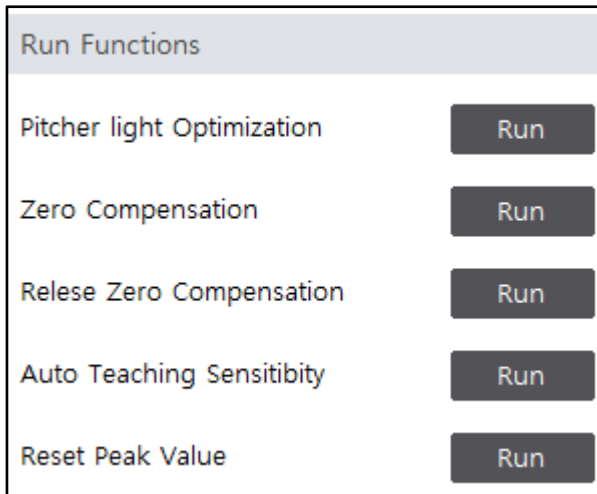 Run Functions
Pitcher light Optimization Run
Zero Compensation Run
Relese Zero Compensation Run
Auto Teaching Sensitibity Run
Reset Peak Value Run